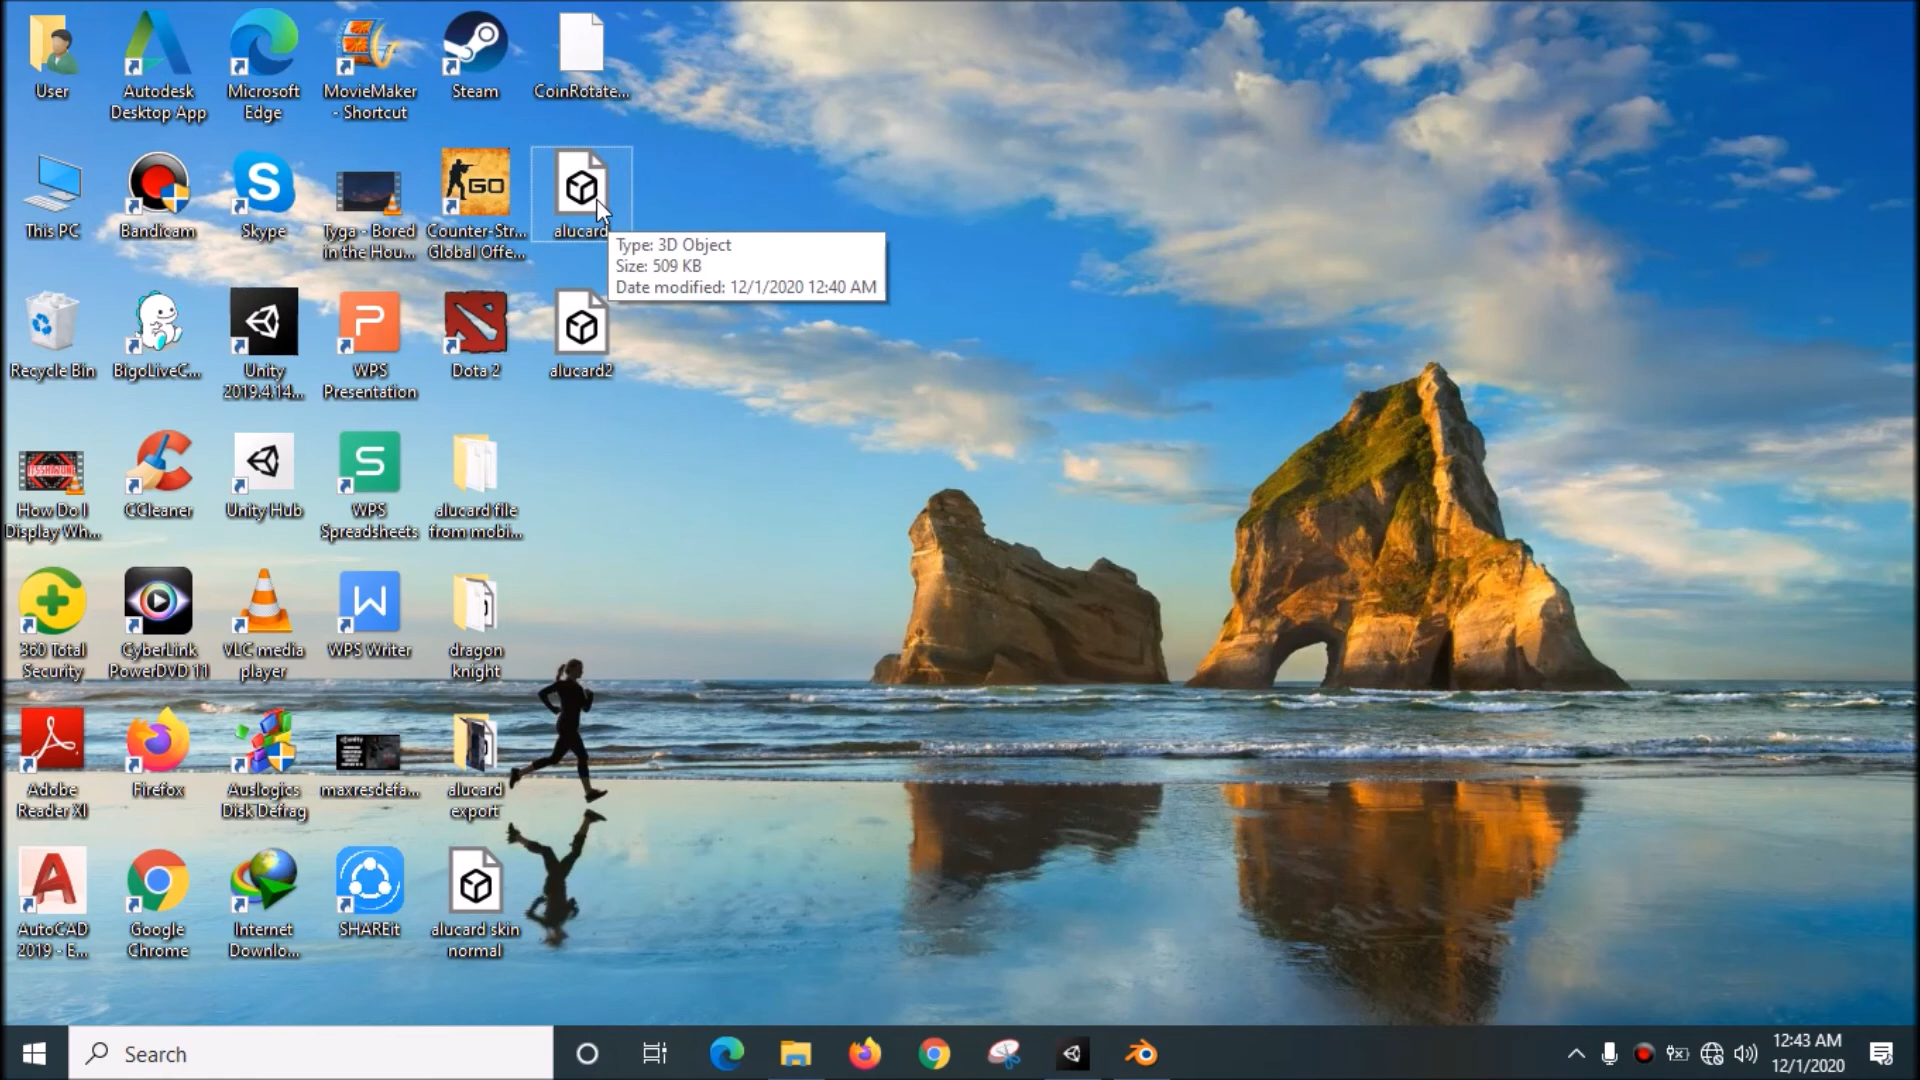 User
Autodesk
Desktop App
Microsoft
Edge
MovieMaker
- Shortcut
Steam
CoinRotate...
This PC
Bandicam
Skype
Tyga - Bored
in the Hou...
GO
Counter-Str...
Global Offe...
alucard
Type: 3D Object
Size: 509 KB
Date modified: 12/1/2020 12:40 AM
Recycle Bin
BigoLiveC...
Unity
2019.4.14...
WPS
Presentation
Dota 2
alucard2
How Do I
Display Wh...
CCleaner
Unity Hub
WPS
Spreadsheets
alucard file
from mobi...
360 Total
Security
CyberLink
PowerDVD 11
VLC media
player
WPS Writer
dragon
knight
Adobe
Reader XI
Firefox
Auslogics
Disk Defrag
maxresdefa...
alucard
export
AutoCAD
2019 - E...
Google
Chrome
Internet
Downlo...
SHAREit
alucard skin
normal
Search
12:43 AM
12/1/2020